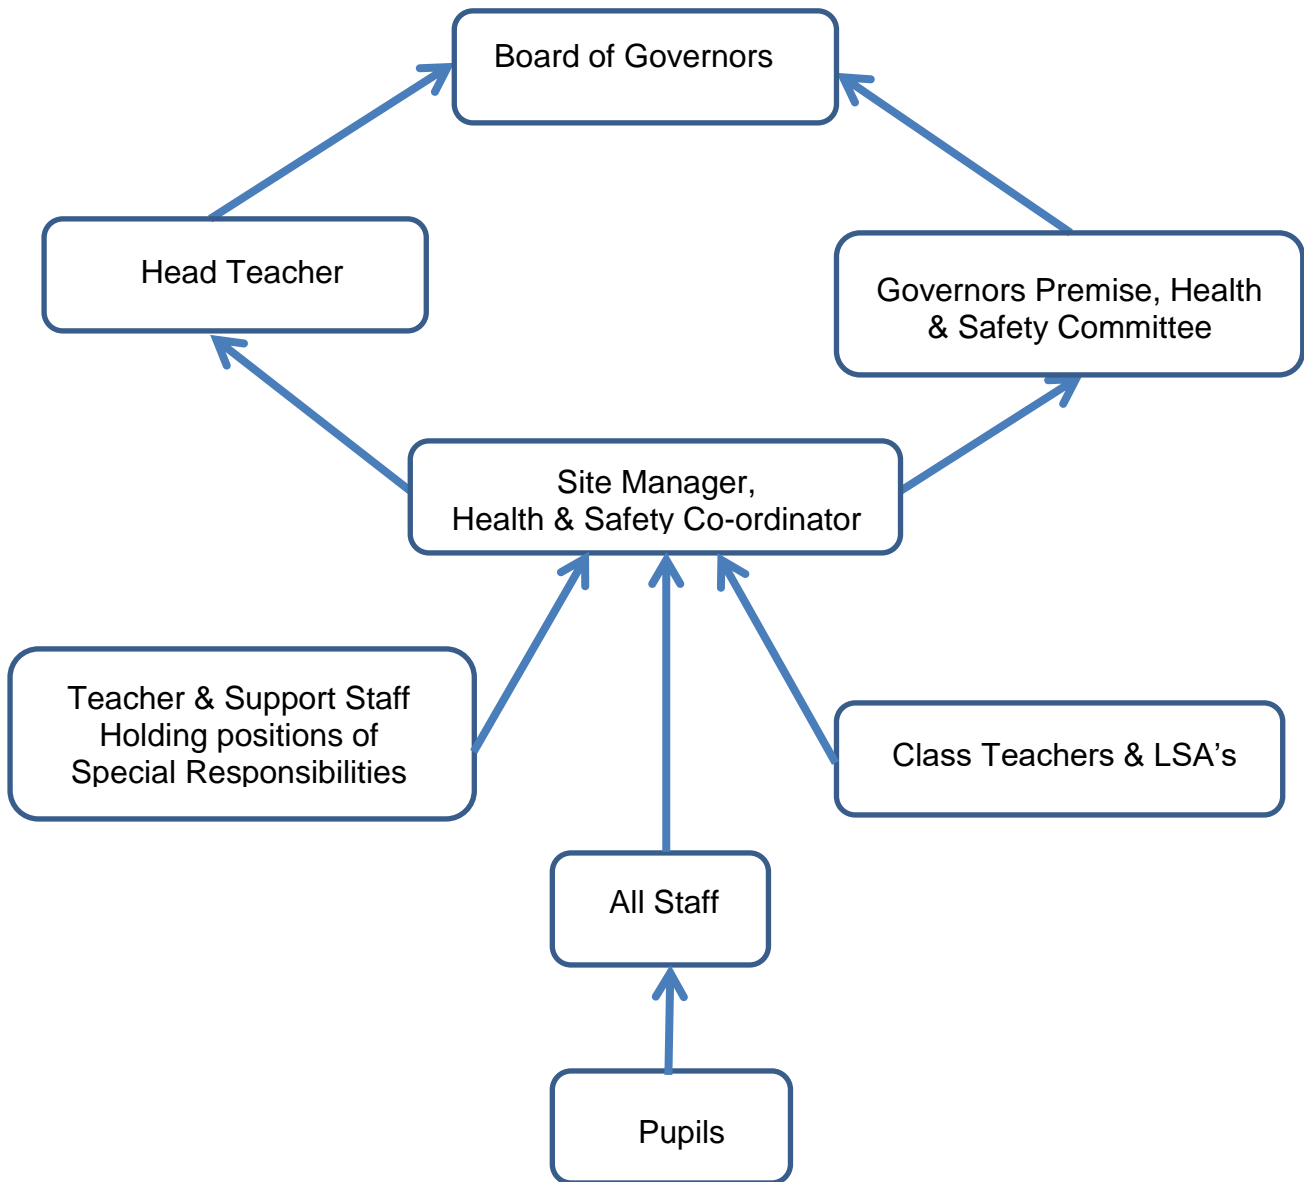 Board of Governors
Head Teacher
Governors Premise, Health
& Safety Committee
Site Manager,
Health & Safety Co-ordinator
Teacher & Support Staff
Holding positions of
Special Responsibilities
Class Teachers & LSA’s
All Staff
Pupils